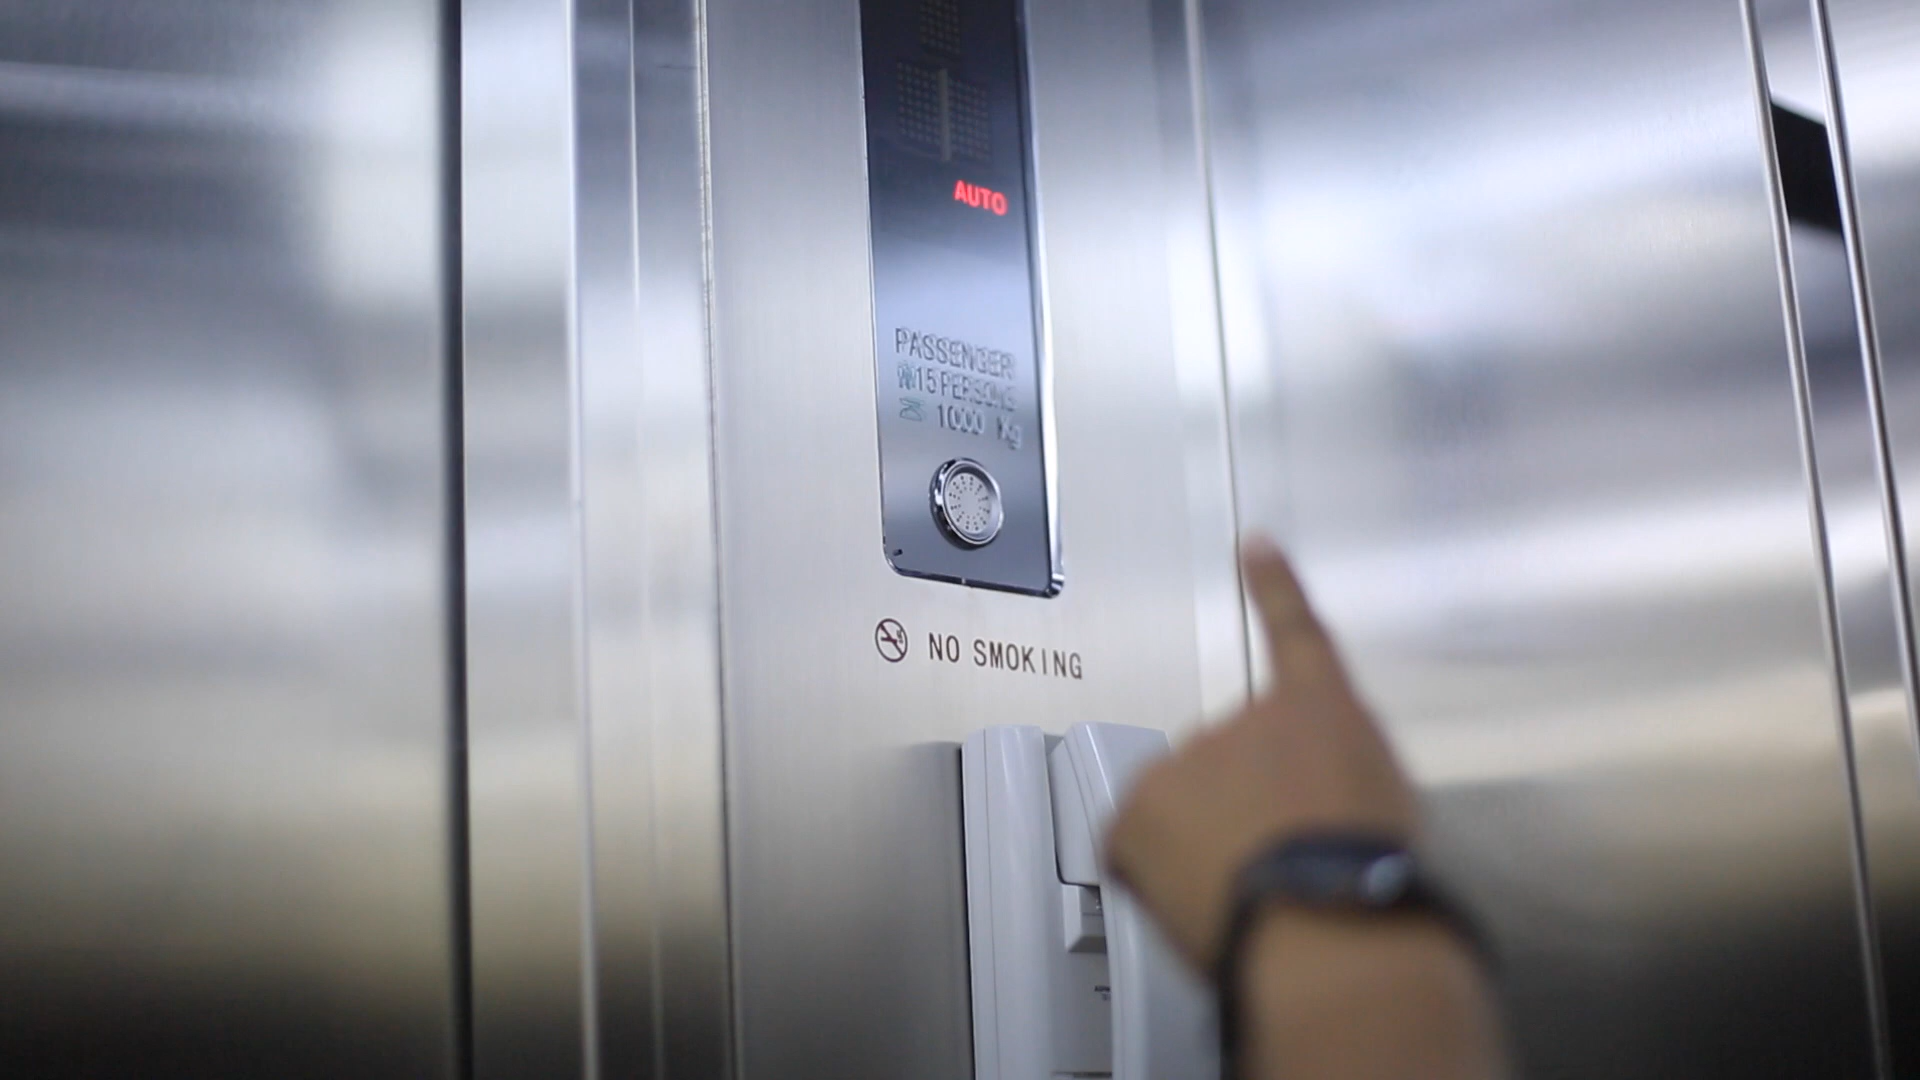 AUTO
PASSENGER
15 PERSONS
1000 Kg
NO SMOKING